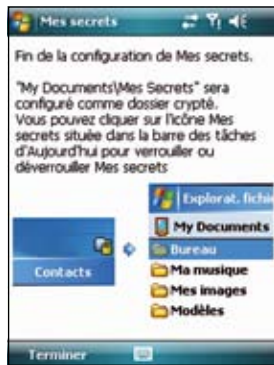 Mes secrets
Fin de la configuration de Mes secrets.
"My Documents\Mes Secrets" sera
configuré comme dossier crypté.
Vous pouvez cliquer sur l'icône Mes
secrets située dans la barre des tâches
d'Aujourd'hui pour verrouiller ou
déverrouiller Mes secrets
Explorat. fichie
My Documents
Bureau
Contacts
Ma musique
Mes images
Modèles
Terminer